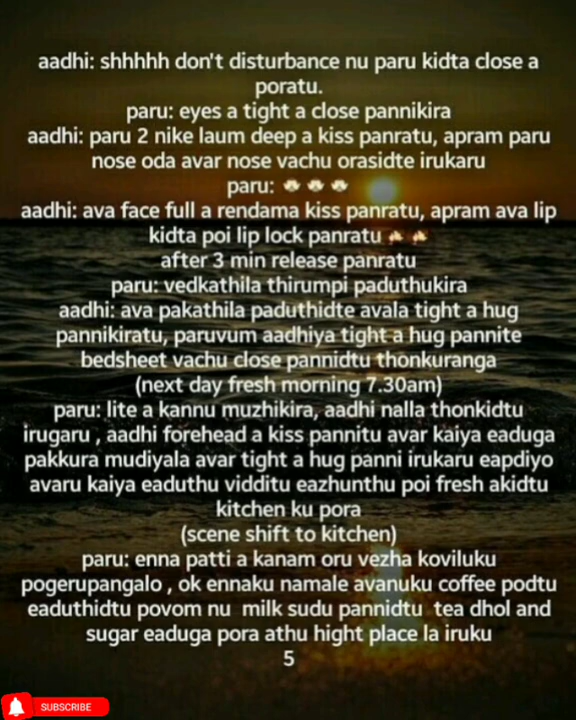 aadhi: shhhhh don't disturbance nu paru kidta close a
poratu.
paru: eyes a tight a close pannikira
aadhi: paru 2 nike laum deep a kiss panratu, apram paru
nose oda avar nose vachu orasidte irukaru
paru: 🙈 🙈 🙈
aadhi: ava face full a rendama kiss panratu, apram ava lip
kidta poi lip lock panratu 🔥 🔥
after 3 min release panratu
paru: vedkathila thirumpi paduthukira
aadhi: ava pakathila paduthidte avala tight a hug
pannikiratu, paruvum aadhiya tight a hug pannite
bedsheet vachu close pannidtu thonkuranga
(next day fresh morning 7.30am)
paru: lite a kannu muzhikira, aadhi nalla thonkidtu
irugaru , aadhi forehead a kiss pannitu avar kaiya eaduga
pakkura mudiyala avar tight a hug panni irukaru eapdiyo
avaru kaiya eaduthu vidditu eazhunthu poi fresh akidtu
kitchen ku pora
(scene shift to kitchen)
paru: enna patti a kanam oru vezha koviluku
pogerupangalo , ok ennaku namale avanuku coffee podtu
eaduthidtu povom nu milk sudu pannidtu tea dhol and
sugar eaduga pora athu hight place la iruku
5
SUBSCRIBE